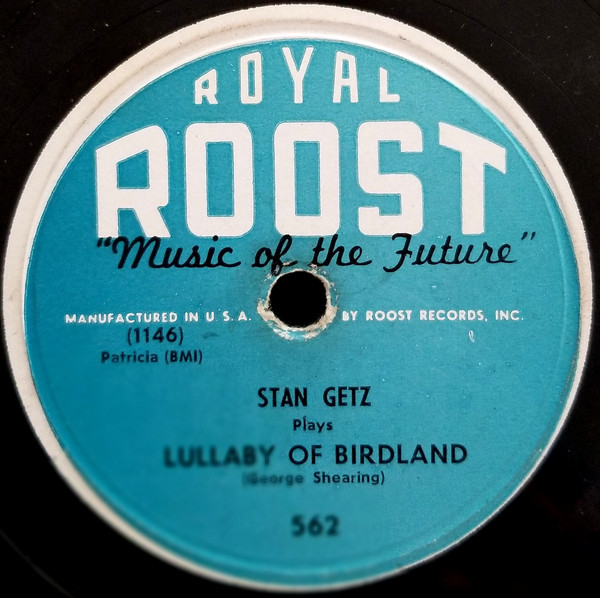 ROYAL
ROOST
"Music of the Future"
MANUFACTURED IN U.S.A. BY ROOST RECORDS, INC.
(1146)
Patricia (BMI)
STAN GETZ
Plays
LULLABY OF BIRDLAND
(George Shearing)
562